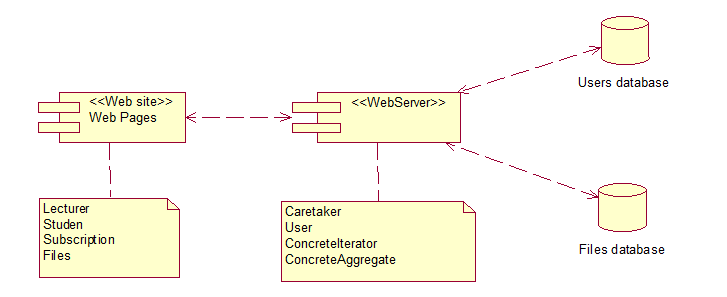 <<Web site>>
Web Pages
<<WebServer>>
Users database
Files database
Lecturer
Studen
Subscription
Files
Caretaker
User
ConcreteIterator
ConcreteAggregate